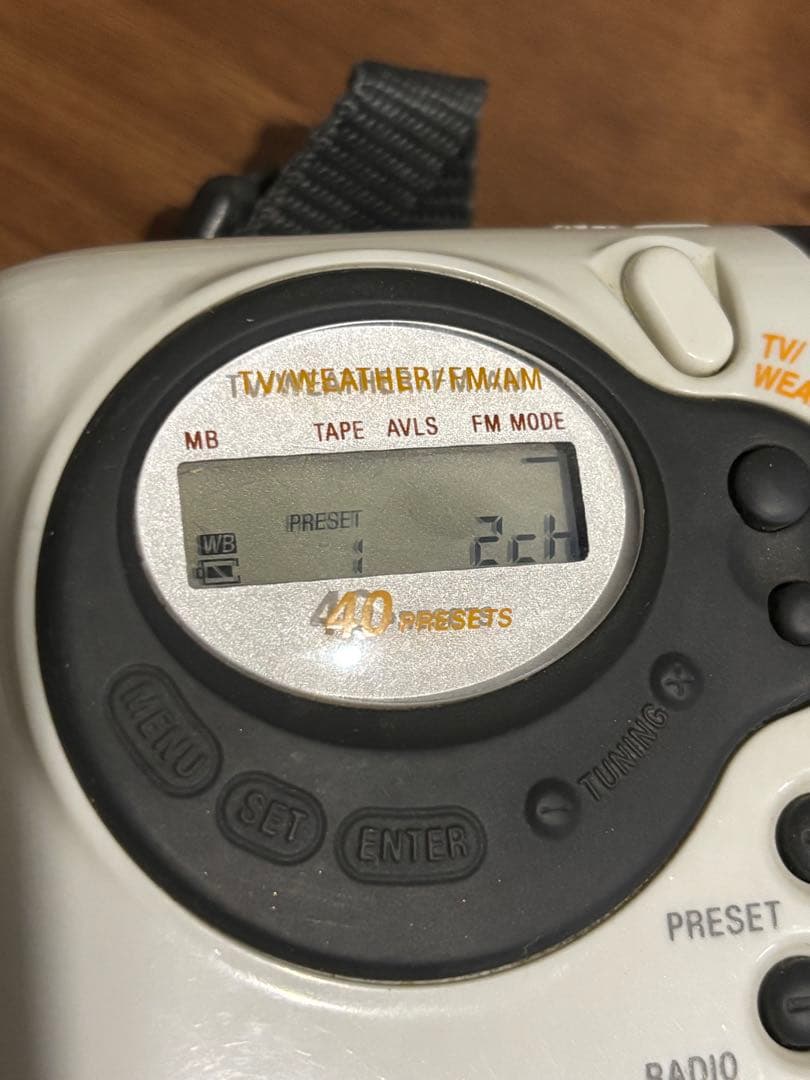 TV/WEATHER/FM/AM
MB TAPE AVLS FM MODE
PRESET
WB 1 2ch
40 PRESETS
TV/
MENU
SET
ENTER
- TUNING +
PRESET
RADIO